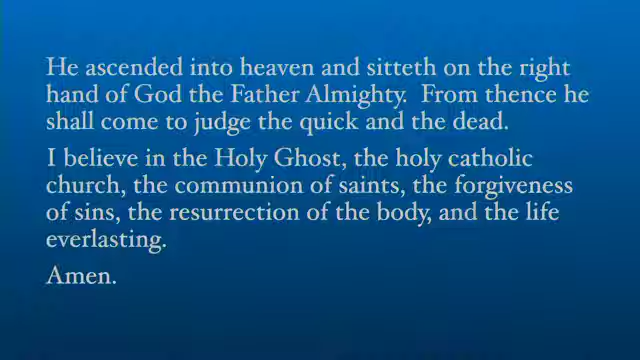 He ascended into heaven and sitteth on the right
hand of God the Father Almighty.  From thence he
shall come to judge the quick and the dead.
I believe in the Holy Ghost, the holy catholic
church, the communion of saints, the forgiveness
of sins, the resurrection of the body, and the life
everlasting.
Amen.